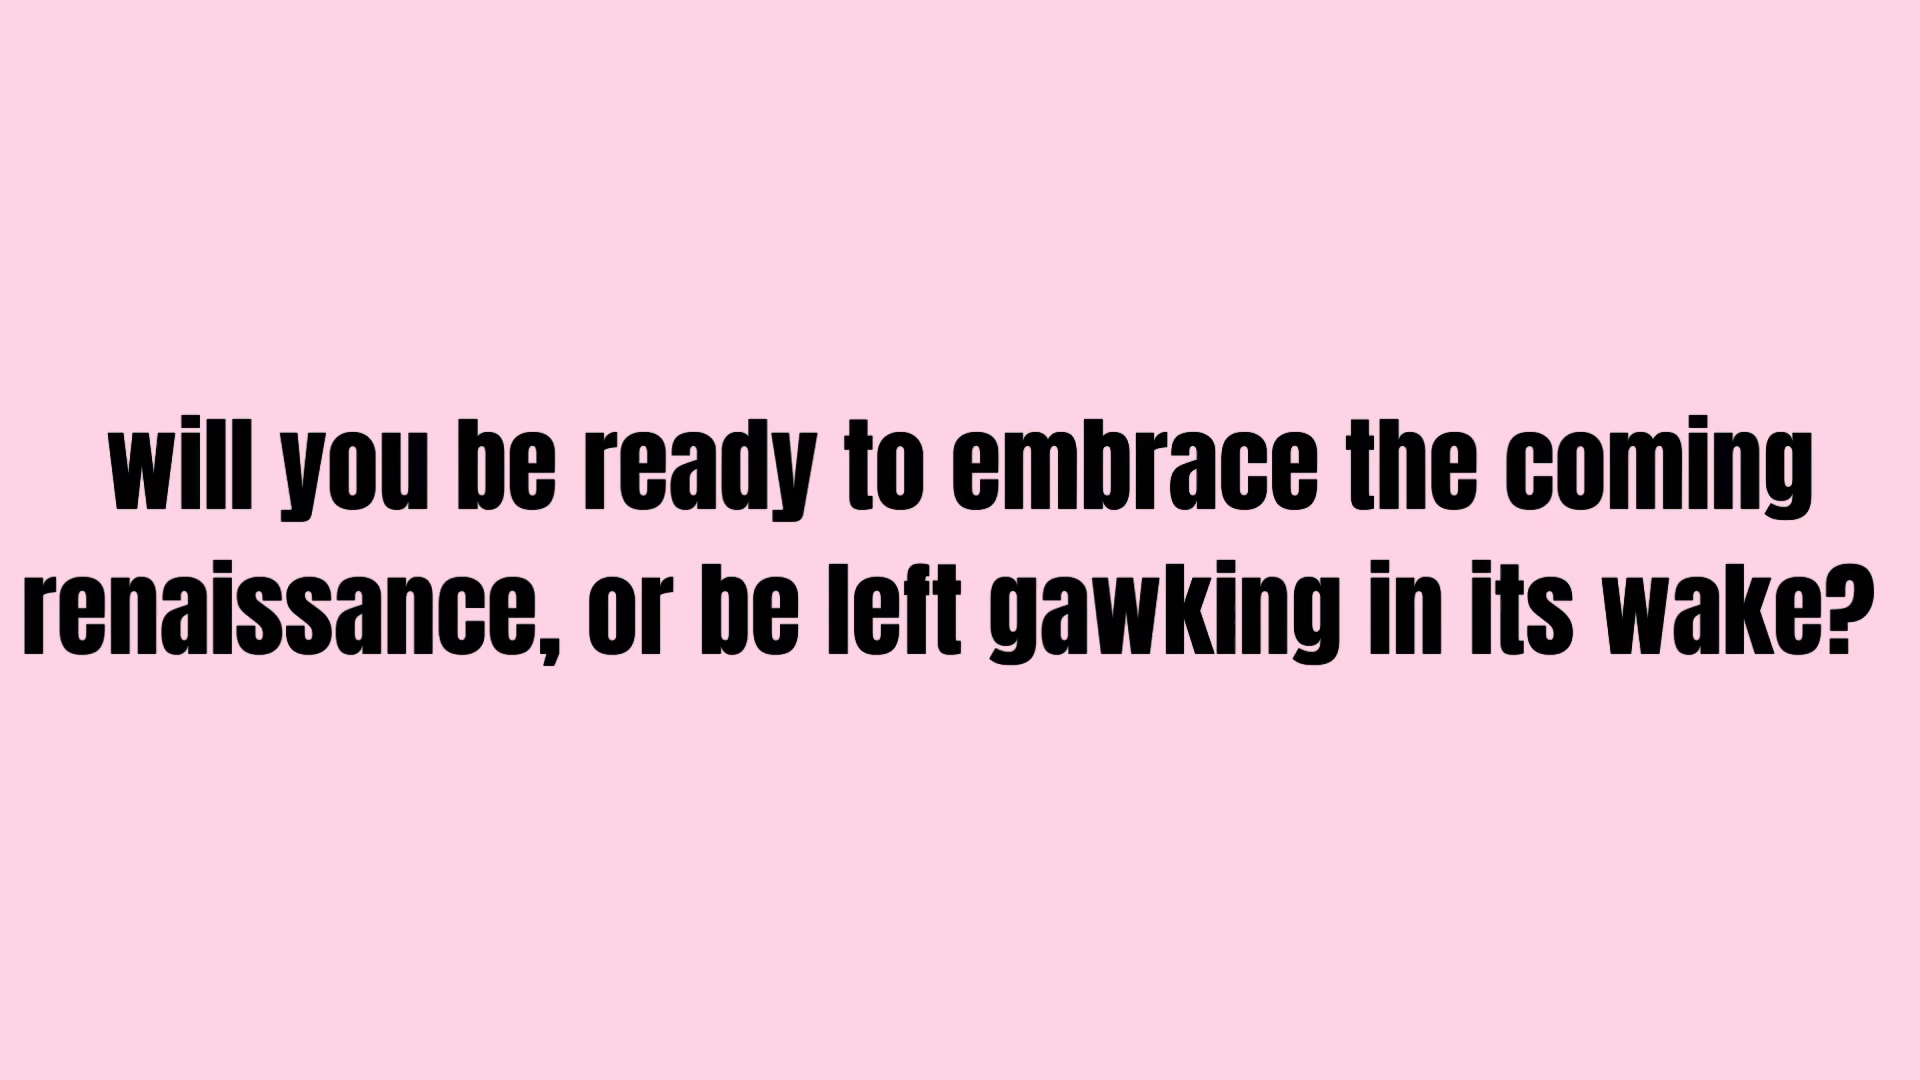 will you be ready to embrace the coming
renaissance, or be left gawking in its wake?